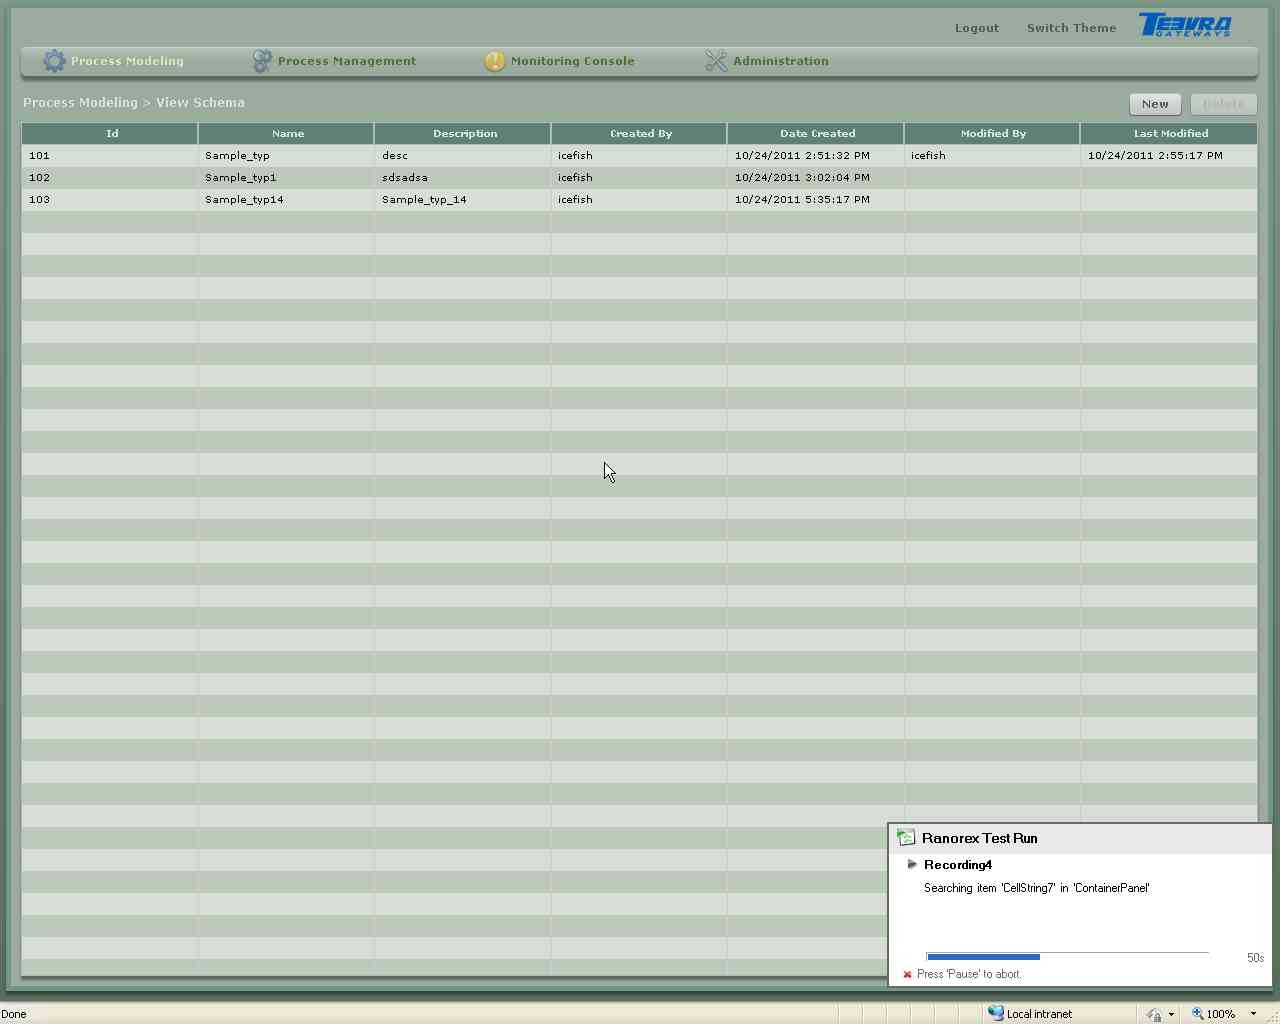 Logout Switch Theme TEEVRA GATEWAYS
Process Modeling Process Management Monitoring Console Administration
Process Modeling > View Schema New Delete
Id Name Description Created By Date Created Modified By Last Modified
101 Sample_typ desc icefish 10/24/2011 2:51:32 PM icefish 10/24/2011 2:55:17 PM
102 Sample_typ1 sdsadsa icefish 10/24/2011 3:02:04 PM
103 Sample_typ14 Sample_typ_14 icefish 10/24/2011 5:35:17 PM
Ranorex Test Run
Recording4
Searching item 'CellString7' in 'ContainerPanel'
50s
Press 'Pause' to abort.
Done Local intranet 100%